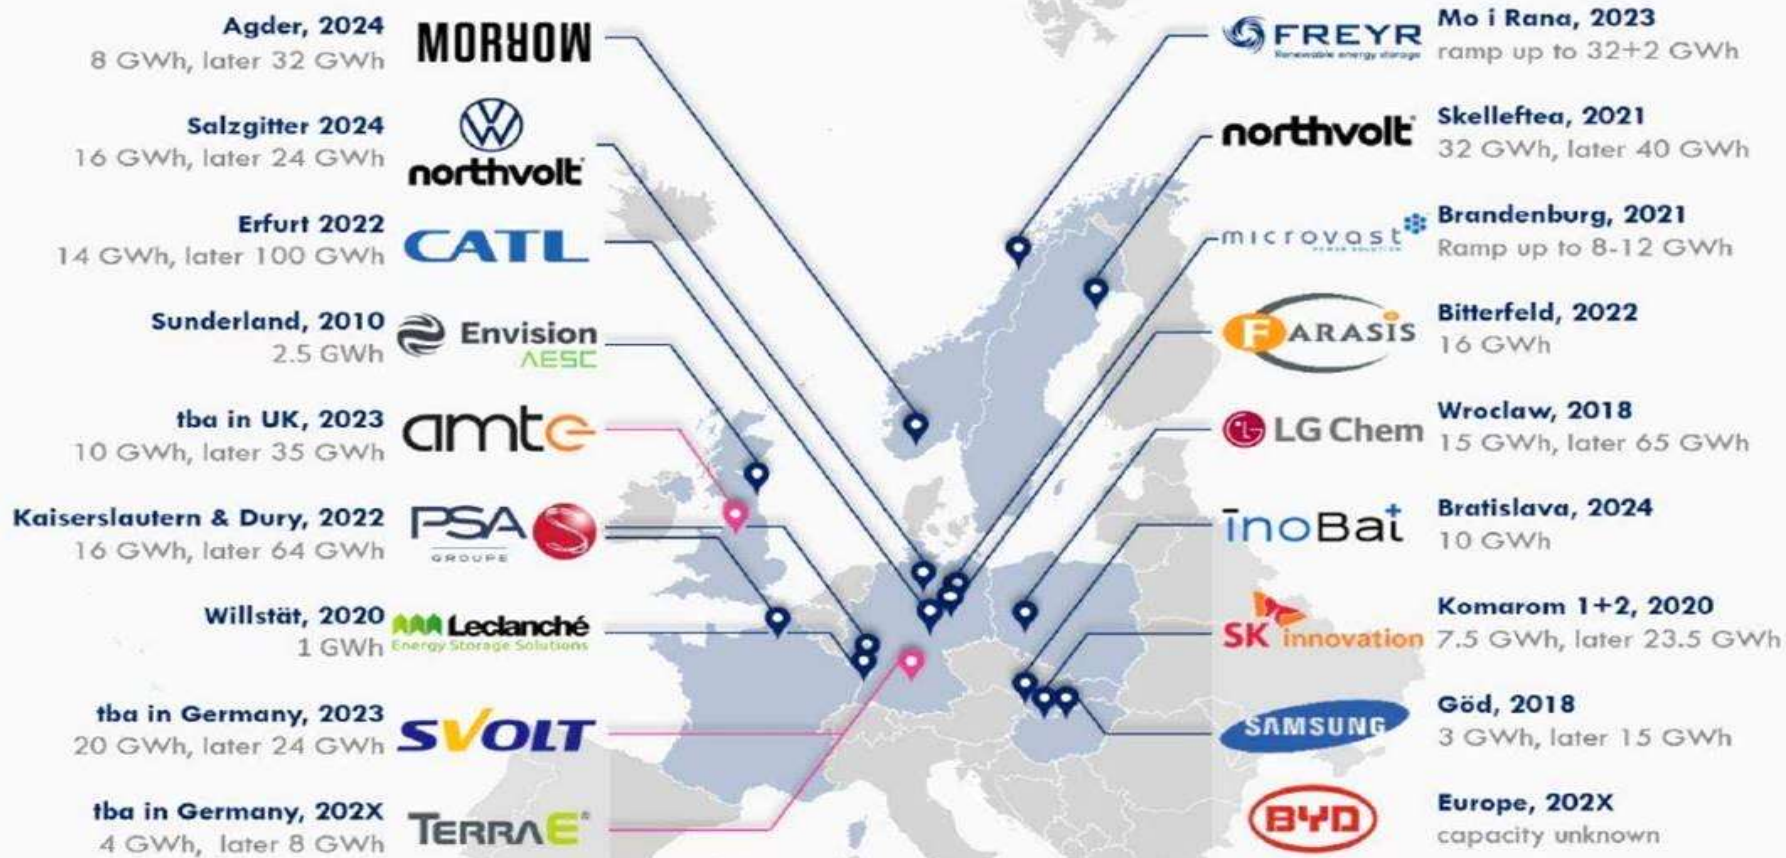 Agder, 2024
8 GWh, later 32 GWh
MORROW
Salzgitter 2024
16 GWh, later 24 GWh
northvolt
Erfurt 2022
14 GWh, later 100 GWh
CATL
Sunderland, 2010
2.5 GWh
Envision
AESC
tba in UK, 2023
10 GWh, later 35 GWh
amte
Kaiserslautern & Dury, 2022
16 GWh, later 64 GWh
PSA
GROUPE
Willstät, 2020
1 GWh
Leclanché
Energy Storage Solutions
tba in Germany, 2023
20 GWh, later 24 GWh
SVOLT
tba in Germany, 202X
4 GWh, later 8 GWh
TERRAE®
FREYR
Renewable energy storage
Mo i Rana, 2023
ramp up to 32+2 GWh
northvolt
Skelleftea, 2021
32 GWh, later 40 GWh
microvast
POWER SOLUTION
Brandenburg, 2021
Ramp up to 8-12 GWh
FARASIS
Bitterfeld, 2022
16 GWh
LG Chem
Wroclaw, 2018
15 GWh, later 65 GWh
InoBat
Bratislava, 2024
10 GWh
SK innovation
Komarom 1+2, 2020
7.5 GWh, later 23.5 GWh
SAMSUNG
Göd, 2018
3 GWh, later 15 GWh
BYD
Europe, 202X
capacity unknown